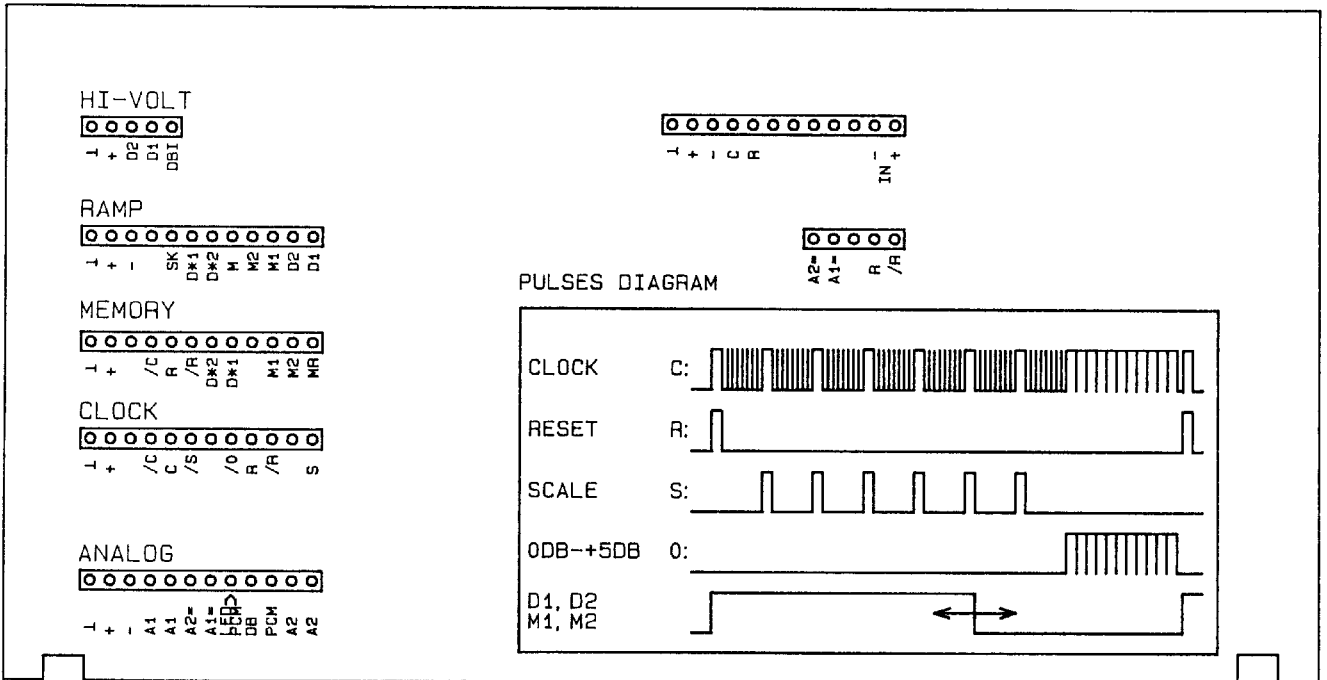 HI-VOLT
⊥ + D2 D1 DBI
⊥ + - C R IN - +
RAMP
⊥ + - SK D*1 D*2 M M2 M1 D2 D1
A2= A1= R /R
PULSES DIAGRAM
MEMORY
⊥ + /C R /R D*2 D*1 M1 M2 MR
CLOCK
⊥ + /C C /S /O R /R S
ANALOG
⊥ + - A1 A1 A2= A1= LED> PCM DB PCM A2 A2
CLOCK C:
RESET R:
SCALE S:
0DB-+5DB 0:
D1, D2
M1, M2